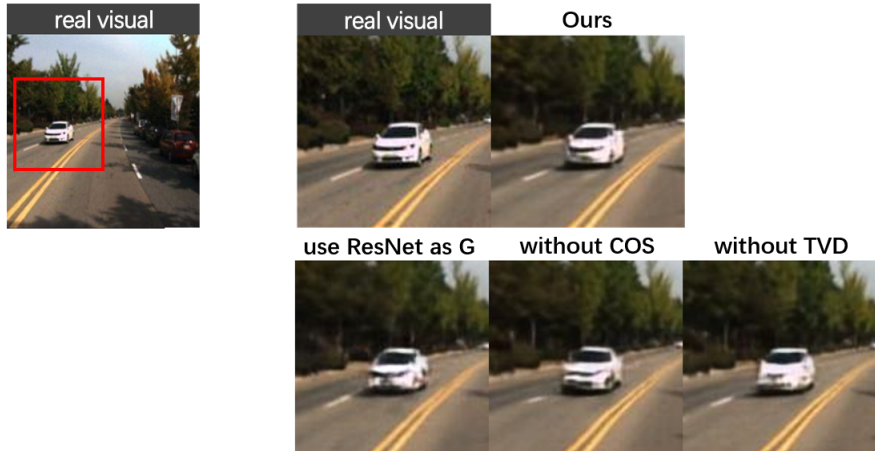 real visual
real visual
Ours
use ResNet as G
without COS
without TVD